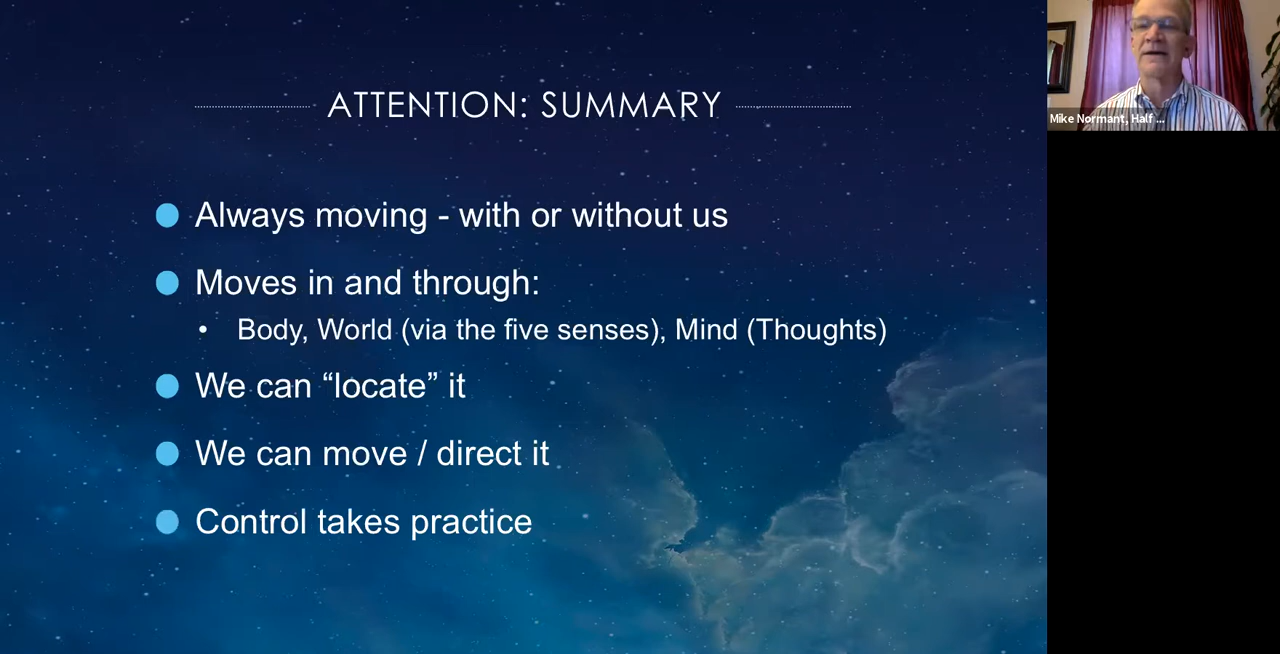 ATTENTION: SUMMARY
Always moving - with or without us
Moves in and through:
• Body, World (via the five senses), Mind (Thoughts)
We can “locate” it
We can move / direct it
Control takes practice
Mike Normant, Half ...